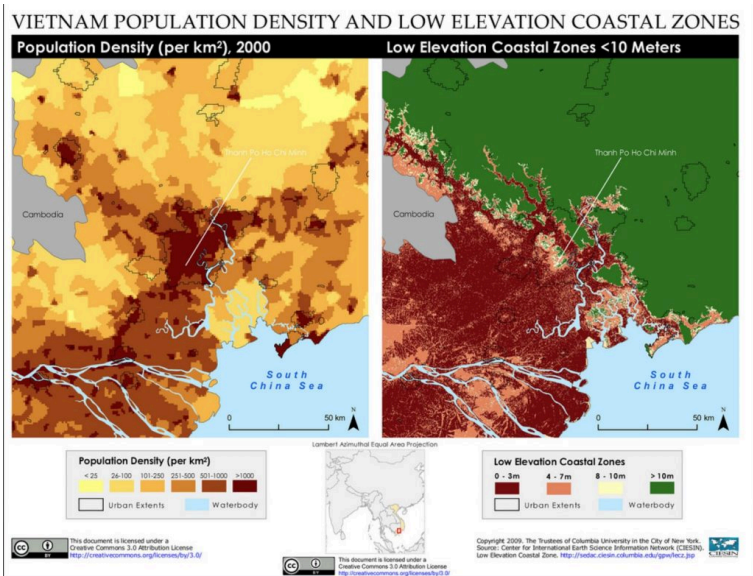 VIETNAM POPULATION DENSITY AND LOW ELEVATION COASTAL ZONES
Population Density (per km²), 2000
Low Elevation Coastal Zones <10 Meters
Thanh Po Ho Chi Minh
Cambodia
South
China Sea
0 50 km
N
Thanh Po Ho Chi Minh
Cambodia
South
China Sea
0 50 km
N
Lambert Azimuthal Equal Area Projection
Population Density (per km²)
< 25 26-100 101-250 251-500 501-1000 >1000
Urban Extents Waterbody
Low Elevation Coastal Zones
0 - 3m 4 - 7m 8 - 10m > 10m
Urban Extents Waterbody
cc BY
This document is licensed under a
Creative Commons 3.0 Attribution License
http://creativecommons.org/licenses/by/3.0/
cc BY
This document is licensed under a
Creative Commons 3.0 Attribution License
http://creativecommons.org/licenses/by/3.0/
Copyright 2009. The Trustees of Columbia University in the City of New York.
Source: Center for International Earth Science Information Network (CIESIN),
Low Elevation Coastal Zone. http://sedac.ciesin.columbia.edu/gpw/lecz.jsp
CIESIN